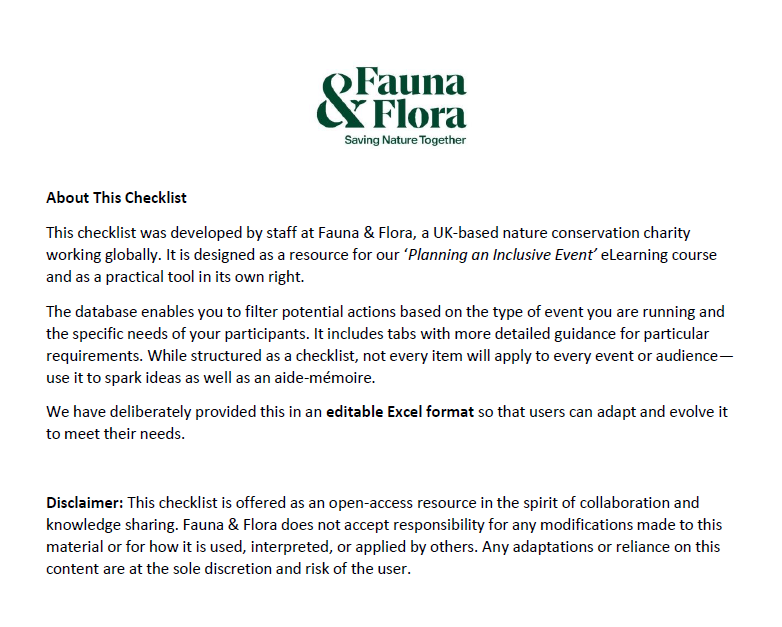 & Fauna
Flora
Saving Nature Together
About This Checklist
This checklist was developed by staff at Fauna & Flora, a UK-based nature conservation charity
working globally. It is designed as a resource for our ‘Planning an Inclusive Event’ eLearning course
and as a practical tool in its own right.
The database enables you to filter potential actions based on the type of event you are running and
the specific needs of your participants. It includes tabs with more detailed guidance for particular
requirements. While structured as a checklist, not every item will apply to every event or audience—
use it to spark ideas as well as an aide-mémoire.
We have deliberately provided this in an editable Excel format so that users can adapt and evolve it
to meet their needs.
Disclaimer: This checklist is offered as an open-access resource in the spirit of collaboration and
knowledge sharing. Fauna & Flora does not accept responsibility for any modifications made to this
material or for how it is used, interpreted, or applied by others. Any adaptations or reliance on this
content are at the sole discretion and risk of the user.